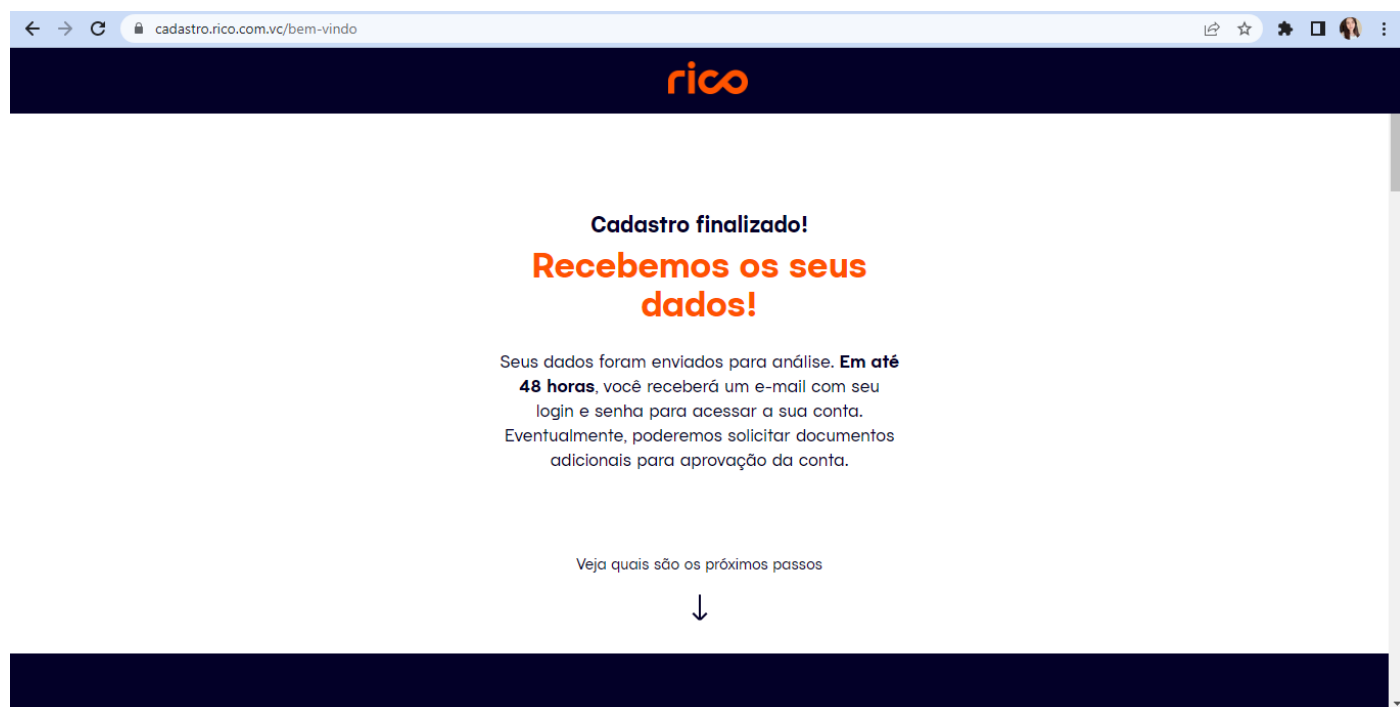 cadastro.rico.com.vc/bem-vindo
rico
Cadastro finalizado!
Recebemos os seus
dados!
Seus dados foram enviados para análise. Em até
48 horas, você receberá um e-mail com seu
login e senha para acessar a sua conta.
Eventualmente, poderemos solicitar documentos
adicionais para aprovação da conta.
Veja quais são os próximos passos